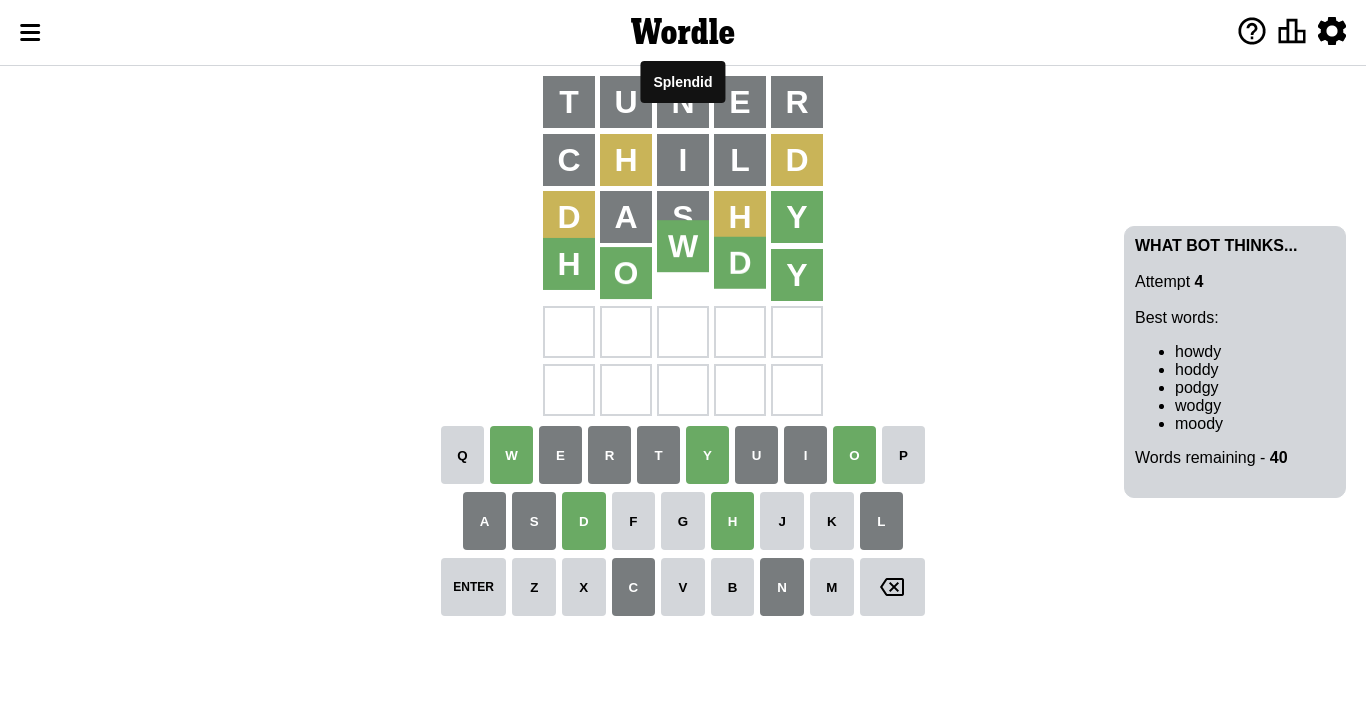 Wordle
Splendid
T U N E R
C H I L D
D A S H Y
H O W D Y
WHAT BOT THINKS...
Attempt 4
Best words:
• howdy
• hoddy
• podgy
• wodgy
• moody
Words remaining - 40
Q W E R T Y U I O P
A S D F G H J K L
ENTER Z X C V B N M